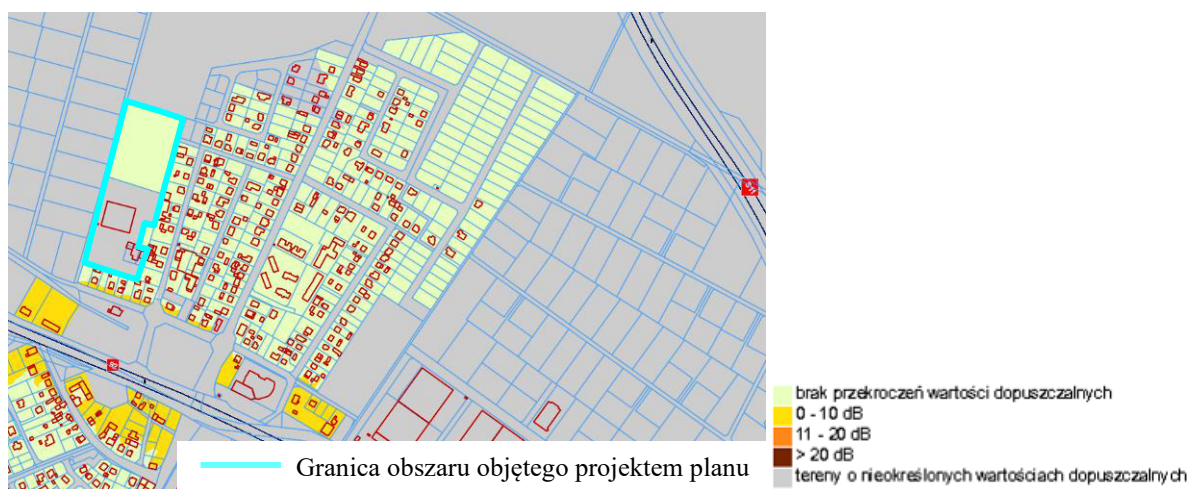 brak przekroczeń wartości dopuszczalnych
0 - 10 dB
11 - 20 dB
> 20 dB
tereny o nieokreślonych wartościach dopuszczalnych
Granica obszaru objętego projektem planu